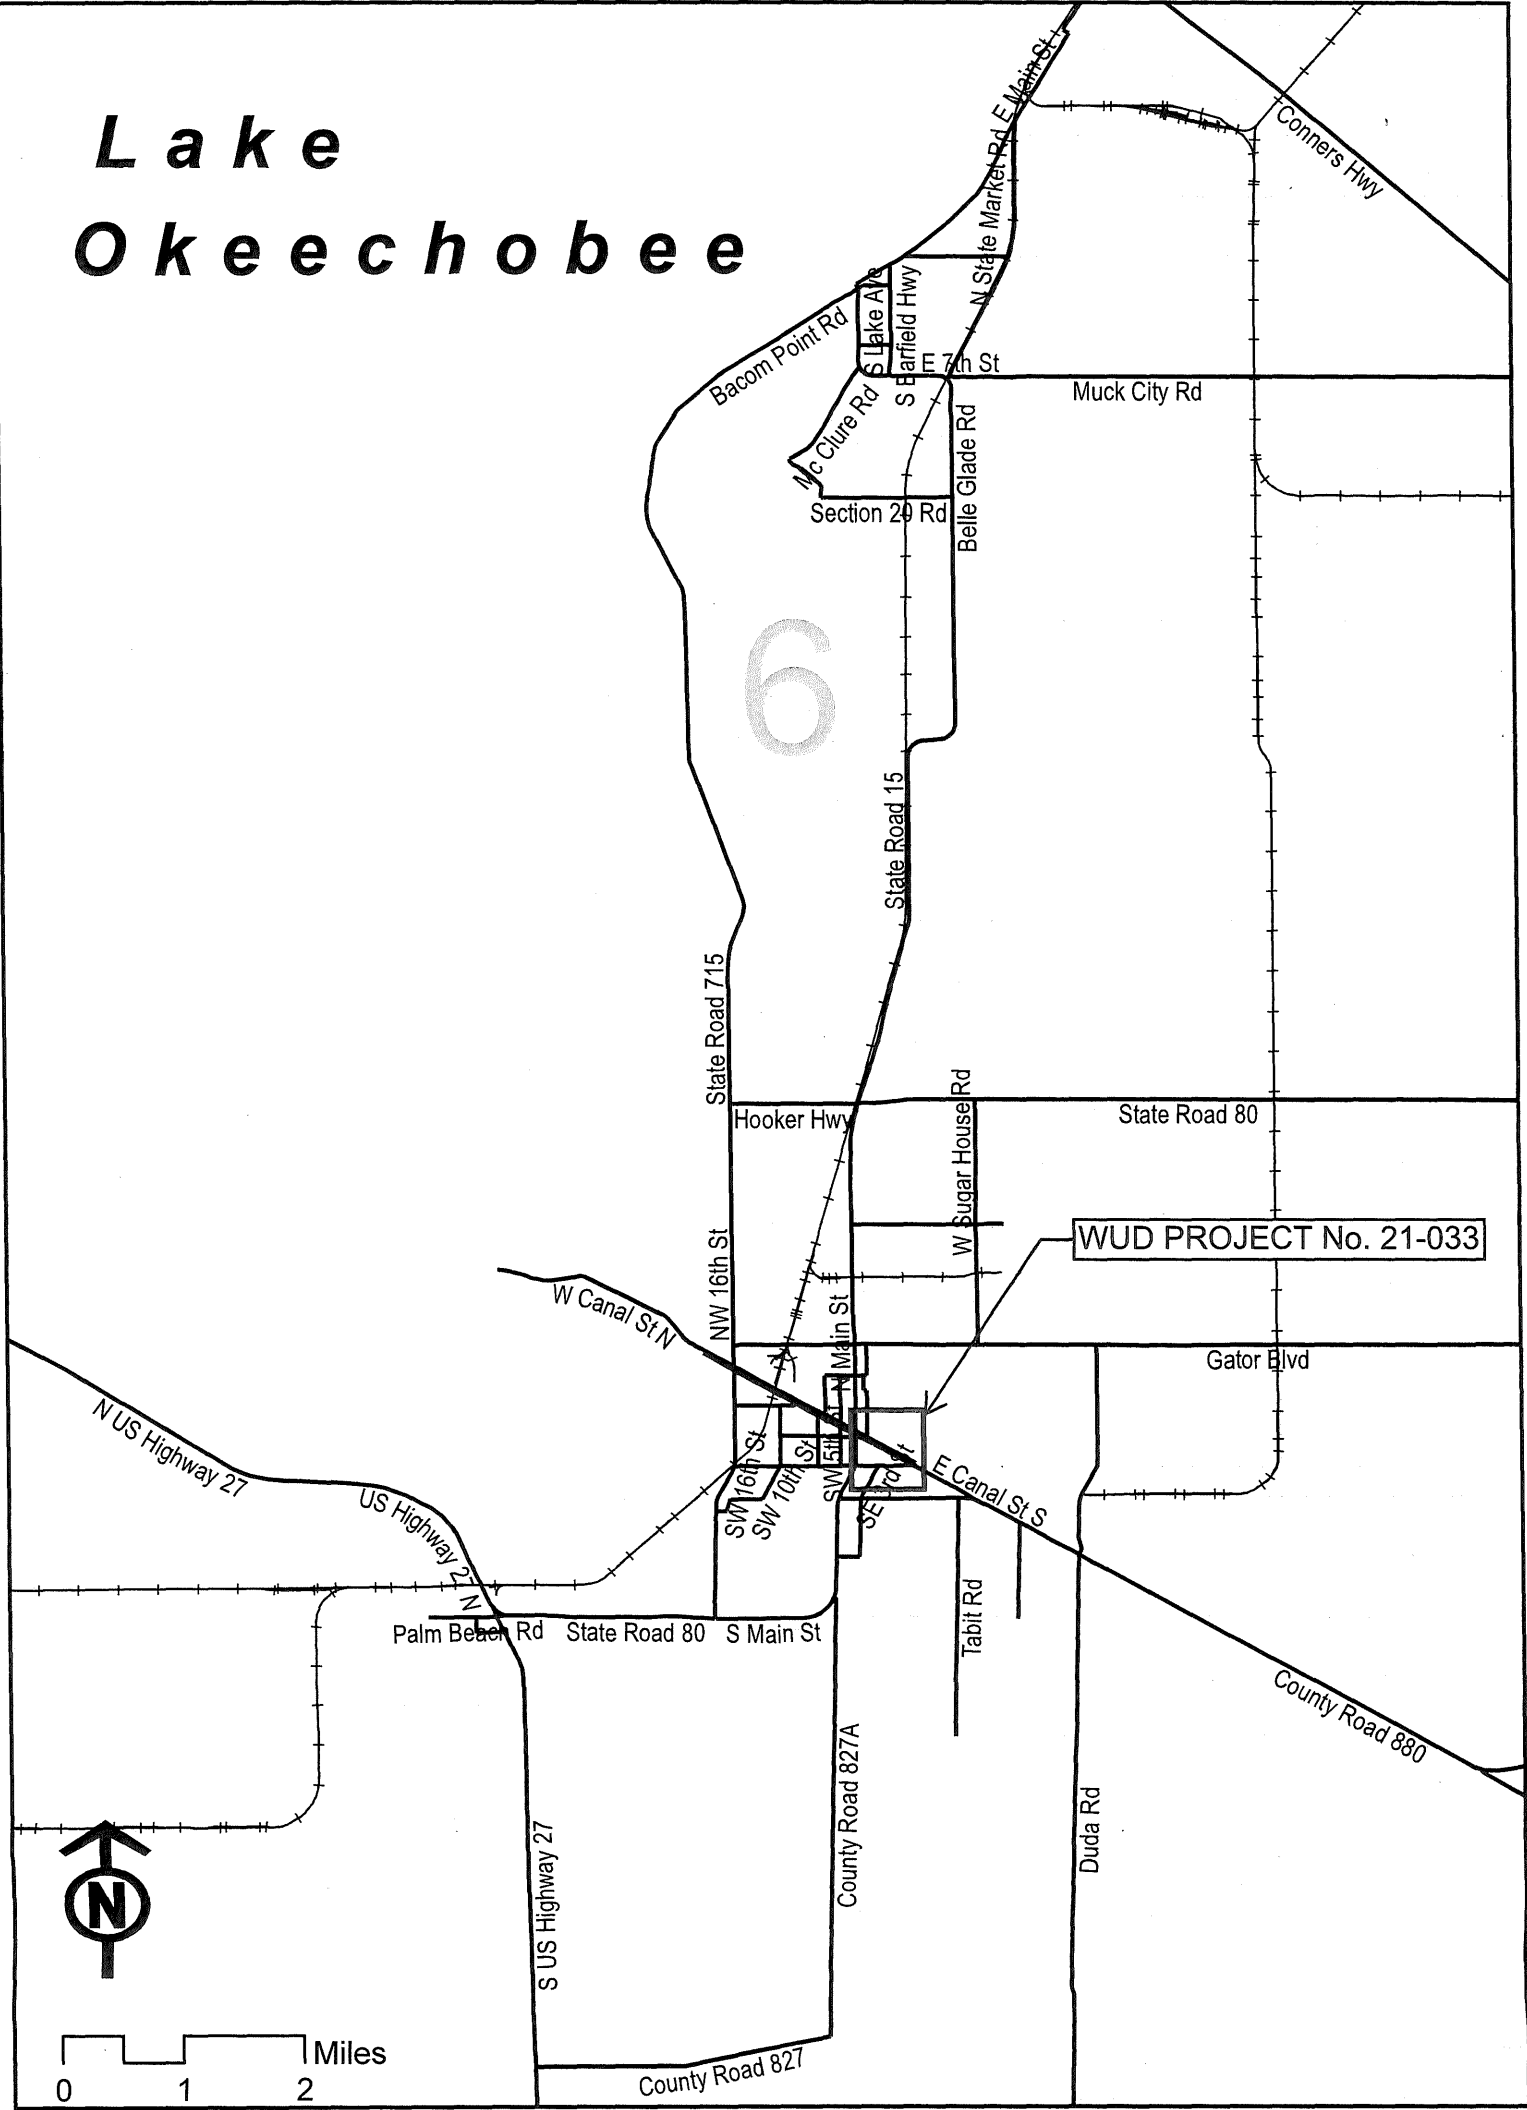 Lake
Okeechobee
E Main St
Conners Hwy
N State Market Rd
S Lake Ave
S Barfield Hwy
Bacom Point Rd
E 7th St
Muck City Rd
Mc Clure Rd
Belle Glade Rd
Section 20 Rd
6
State Road 15
State Road 715
Hooker Hwy
State Road 80
W Sugar House Rd
WUD PROJECT No. 21-033
NW 16th St
W Canal St N
N Main St
Gator Blvd
N US Highway 27
US Highway 27 N
SW 16th St
SW 10th St
SW 5th St
SE 3rd St
E Canal St S
Palm Beach Rd
State Road 80
S Main St
Tabit Rd
County Road 880
County Road 827A
Duda Rd
S US Highway 27
N
Miles
0 1 2
County Road 827